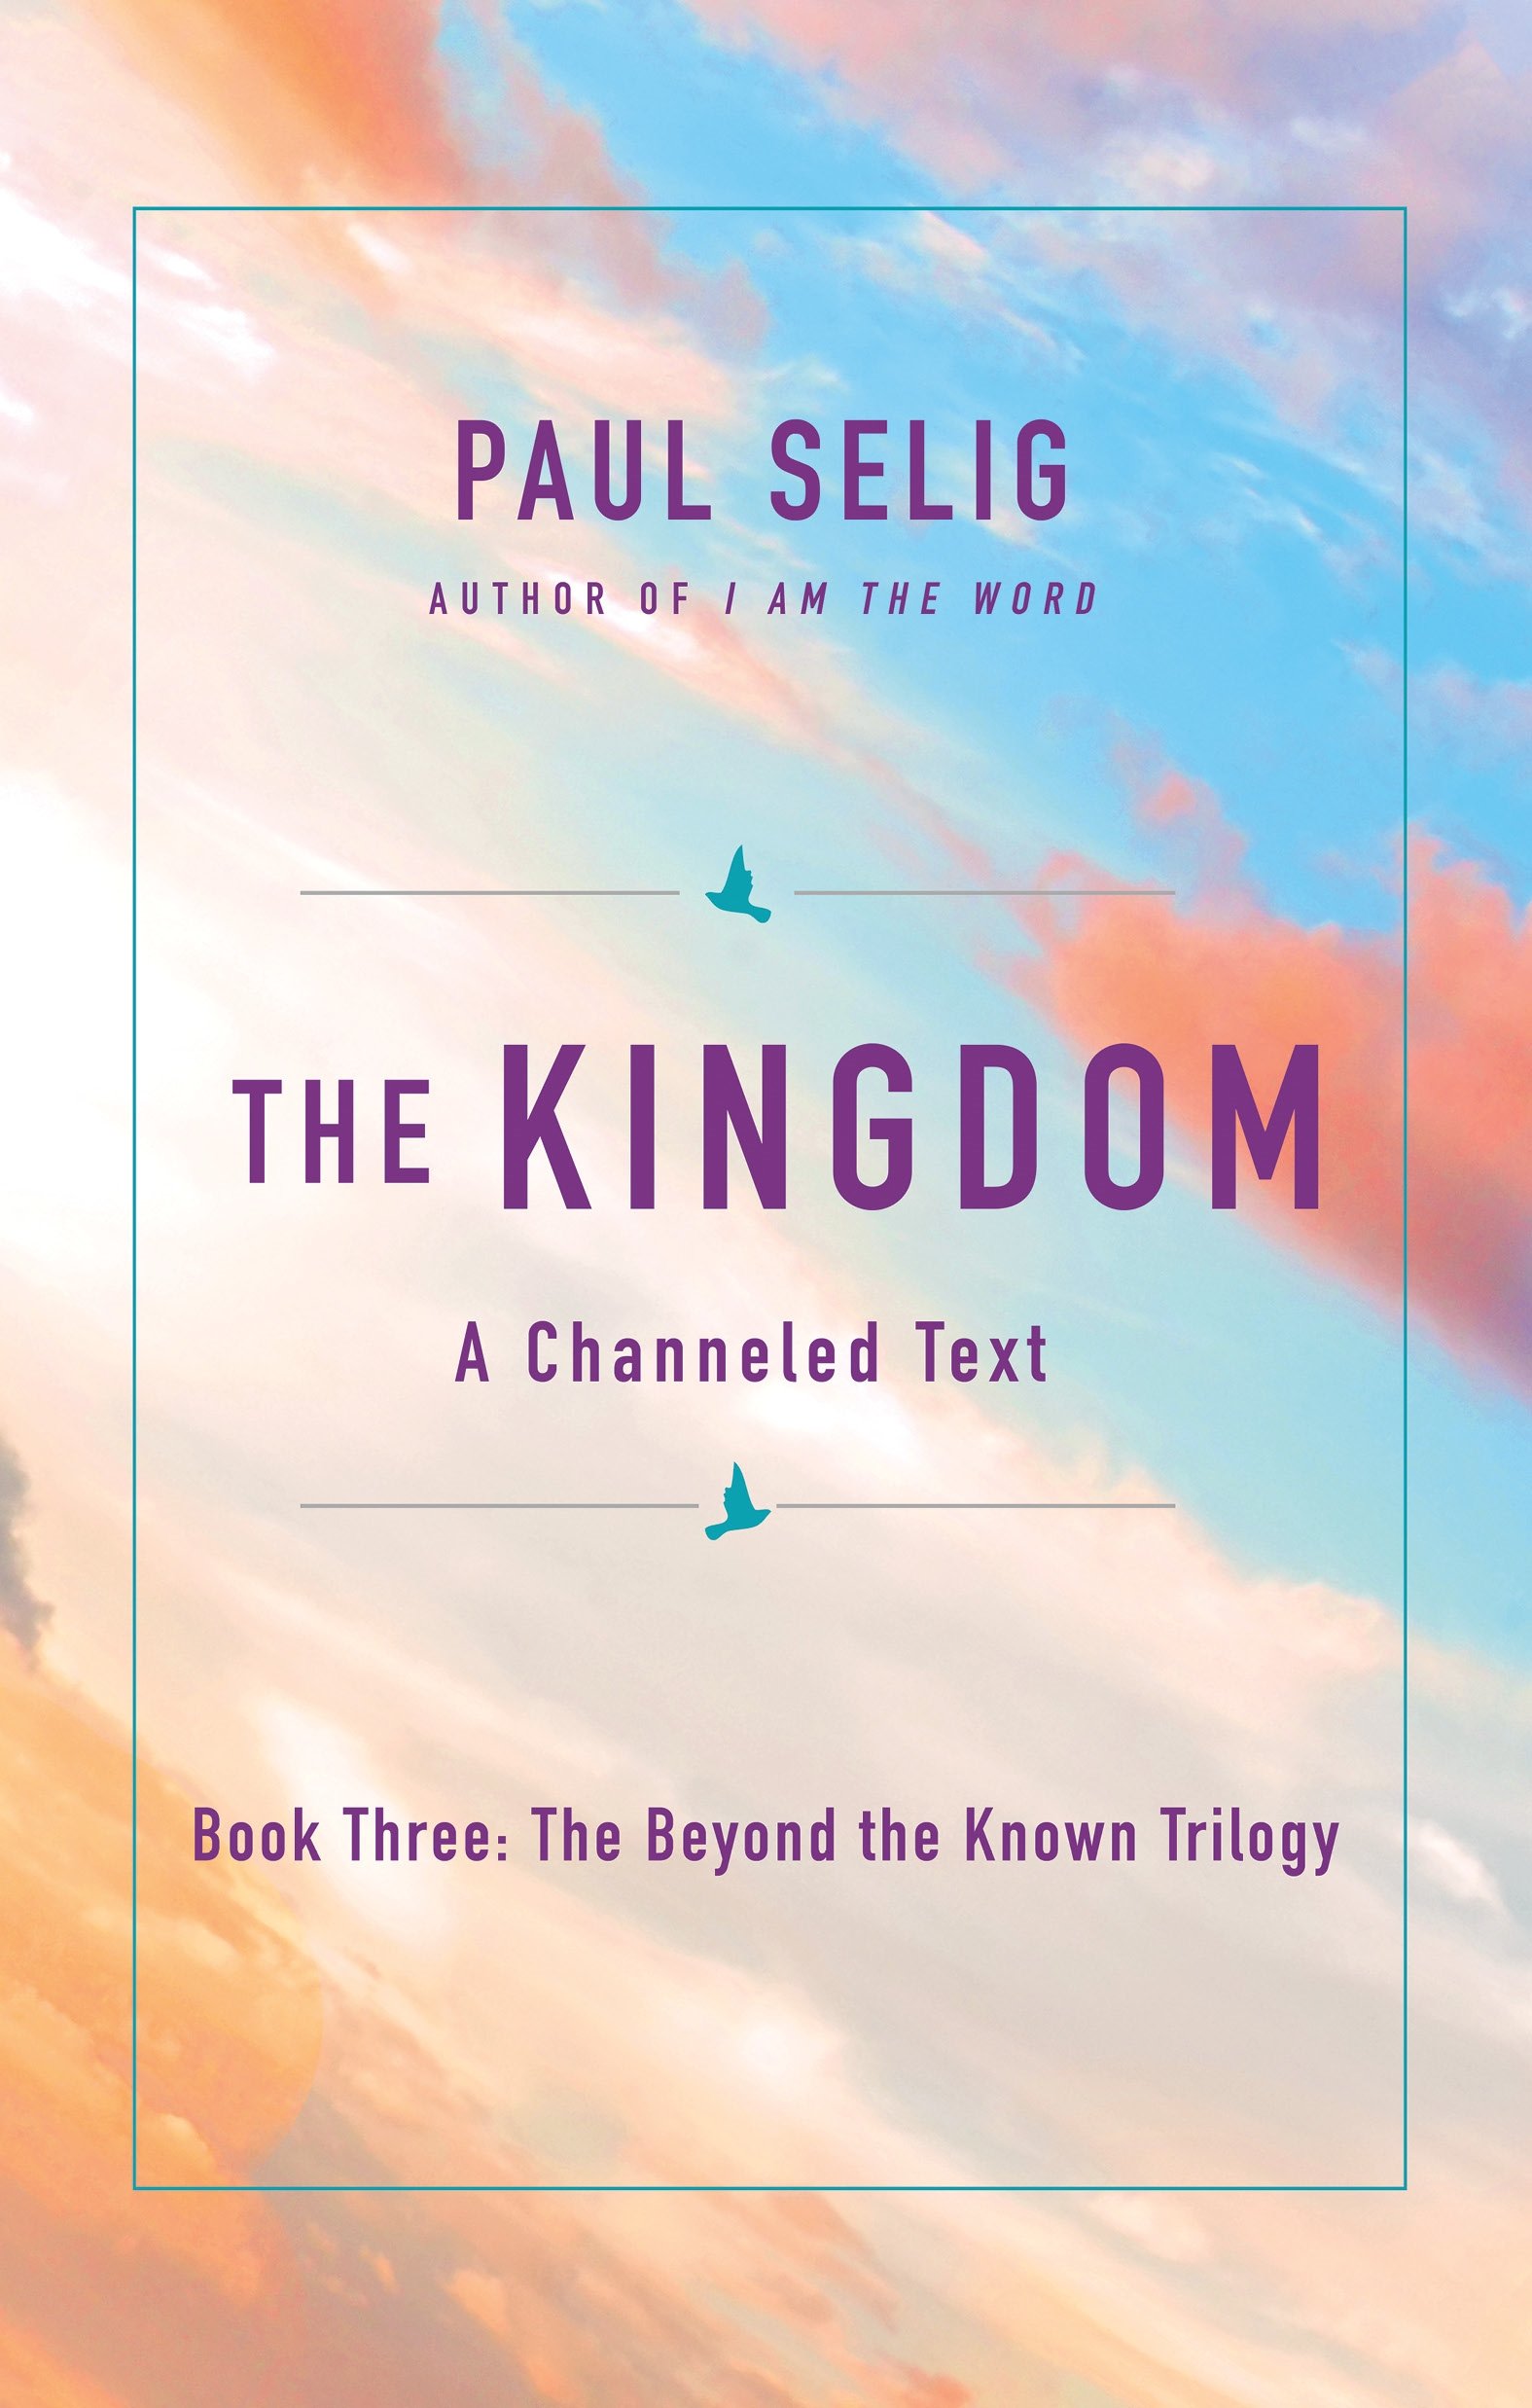 PAUL SELIG
AUTHOR OF I AM THE WORD
THE KINGDOM
A Channeled Text
Book Three: The Beyond the Known Trilogy